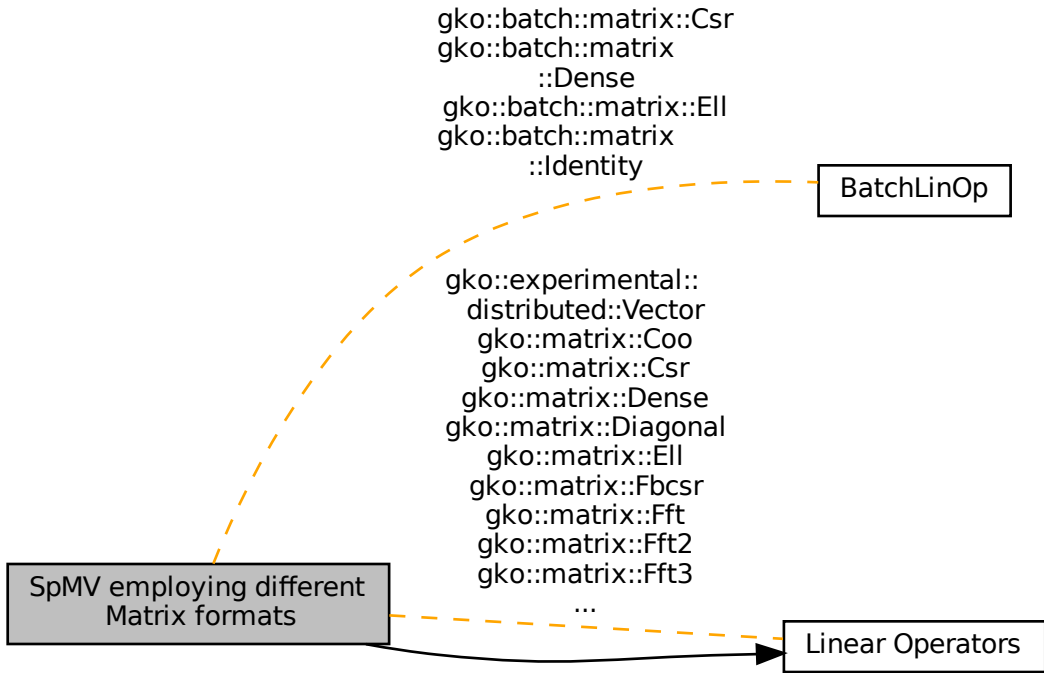 gko::batch::matrix::Csr
gko::batch::matrix
::Dense
gko::batch::matrix::Ell
gko::batch::matrix
::Identity
BatchLinOp
gko::experimental::
distributed::Vector
gko::matrix::Coo
gko::matrix::Csr
gko::matrix::Dense
gko::matrix::Diagonal
gko::matrix::Ell
gko::matrix::Fbcsr
gko::matrix::Fft
gko::matrix::Fft2
gko::matrix::Fft3
...
SpMV employing different
Matrix formats
Linear Operators